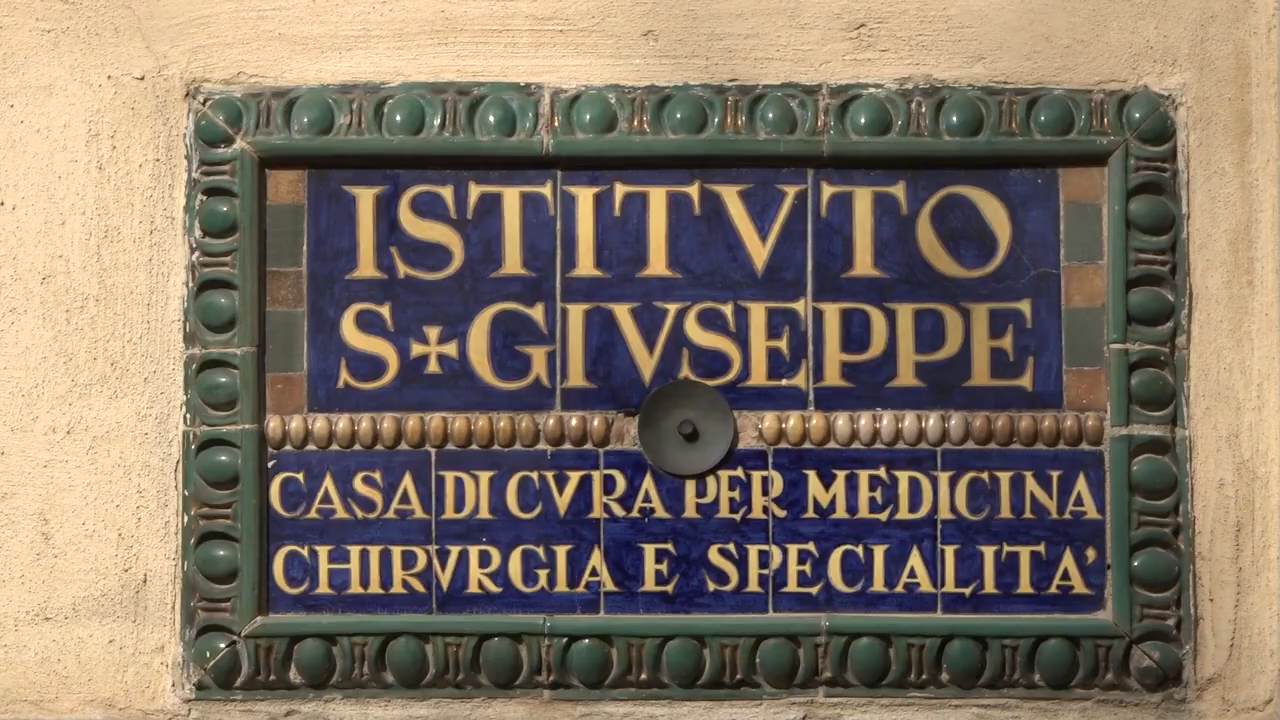 ISTITVTO
S+GIVSEPPE
CASA DI CVRA PER MEDICINA
CHIRVRGIA E SPECIALITA'